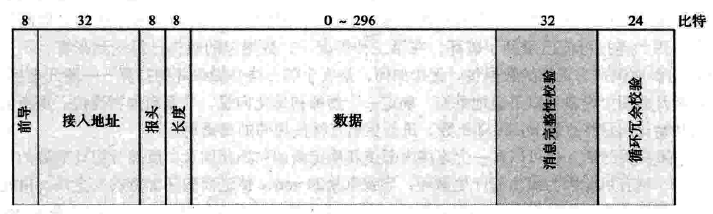 8 32 8 8 0 ~ 296 32 24 比特
前导 接入地址 报头 长度 数据 消息完整性校验 循环冗余校验